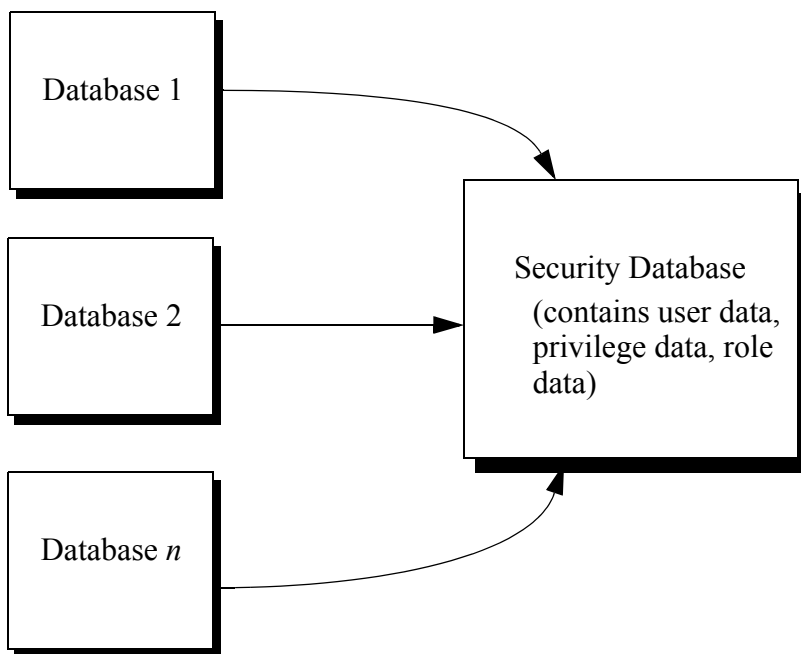 Database 1
Database 2
Database n
Security Database
(contains user data,
privilege data, role
data)